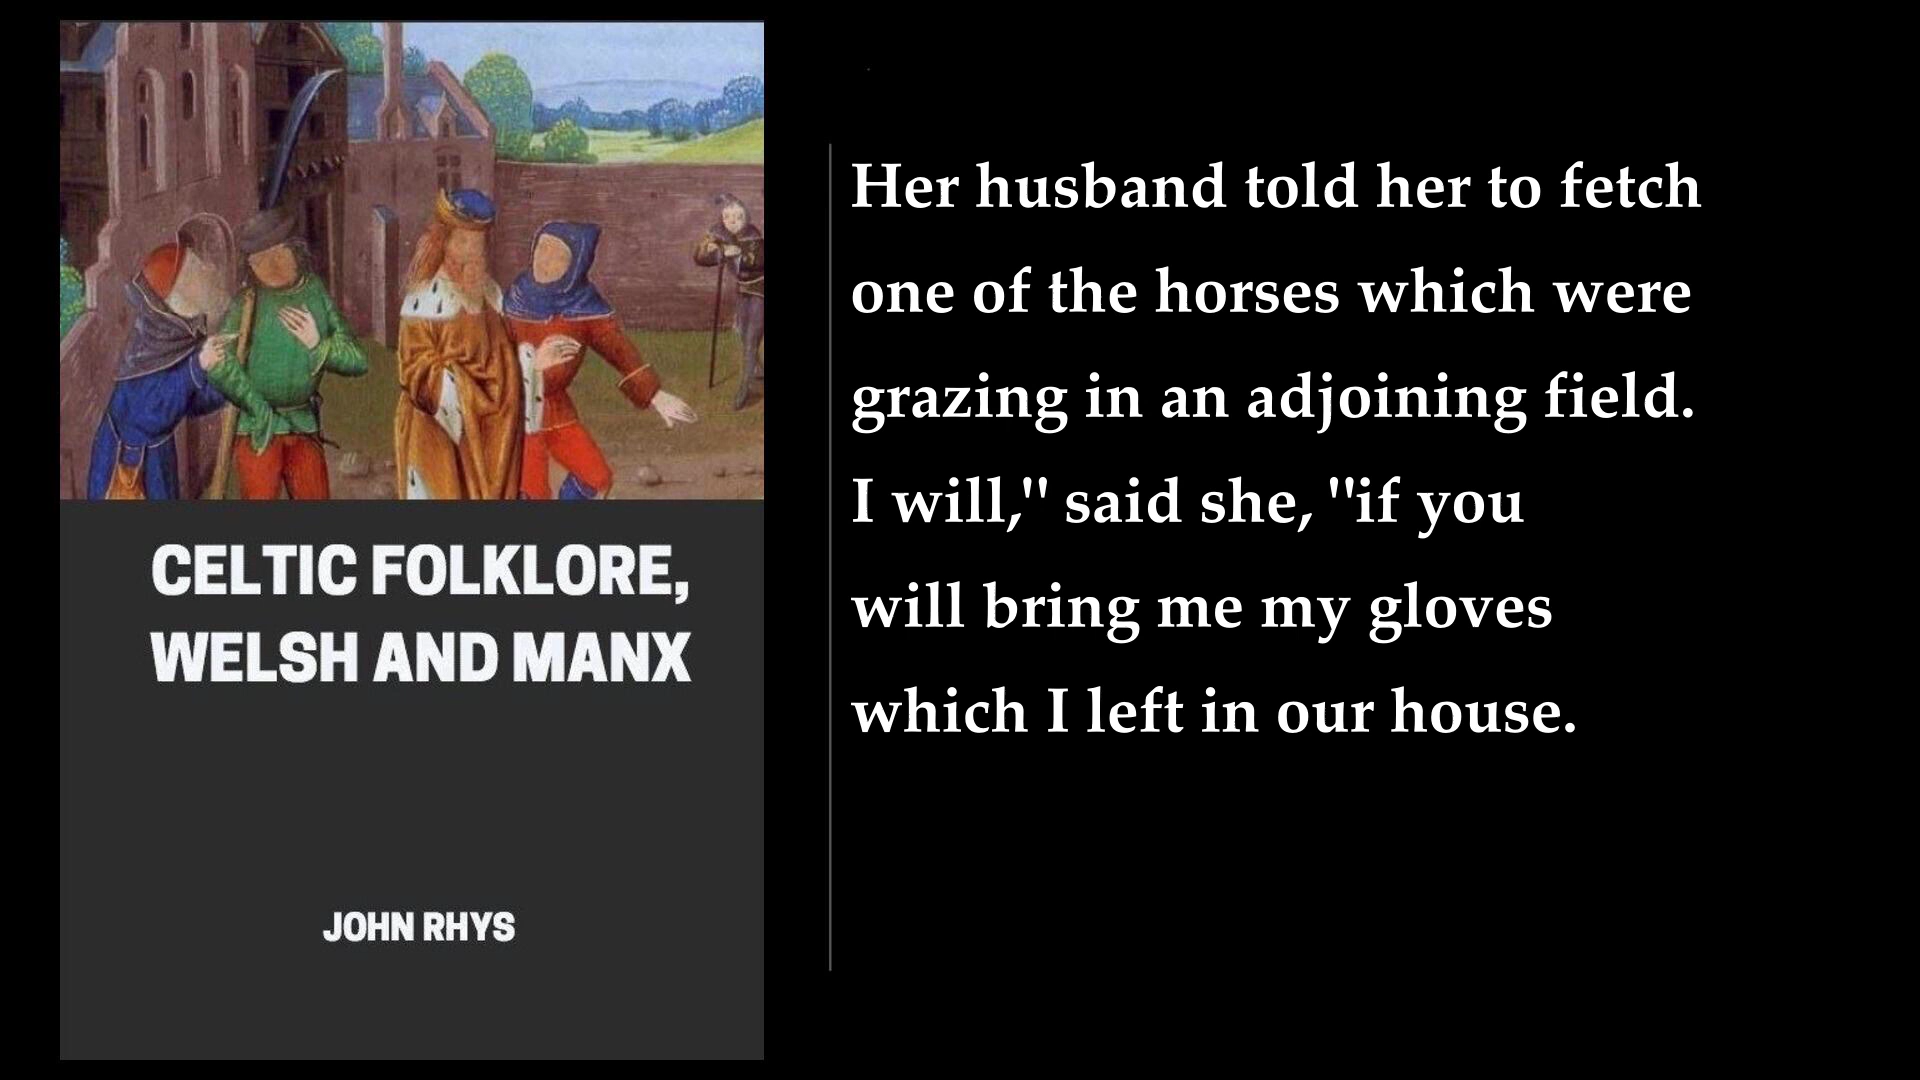 CELTIC FOLKLORE,
WELSH AND MANX
JOHN RHYS
Her husband told her to fetch
one of the horses which were
grazing in an adjoining field.
I will," said she, "if you
will bring me my gloves
which I left in our house.